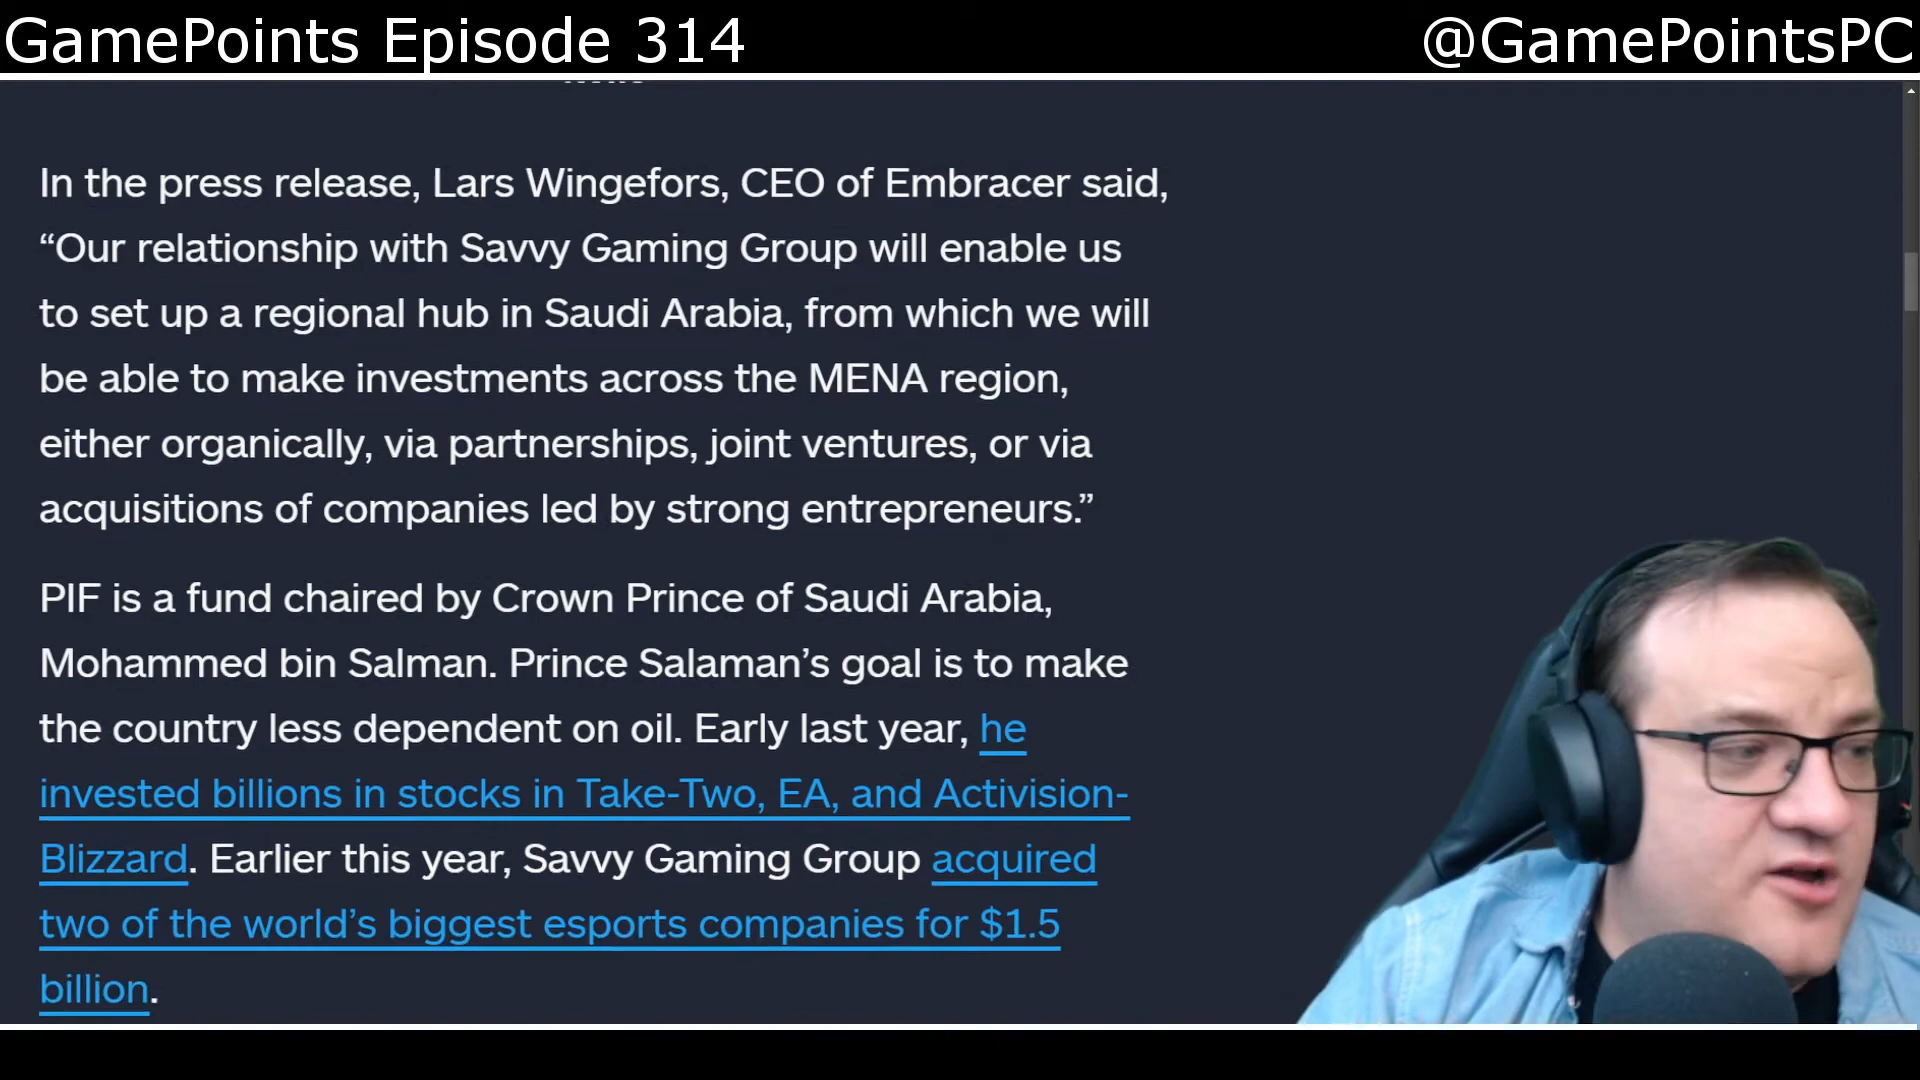 GamePoints Episode 314
@GamePointsPC
In the press release, Lars Wingefors, CEO of Embracer said,
“Our relationship with Savvy Gaming Group will enable us
to set up a regional hub in Saudi Arabia, from which we will
be able to make investments across the MENA region,
either organically, via partnerships, joint ventures, or via
acquisitions of companies led by strong entrepreneurs.”
PIF is a fund chaired by Crown Prince of Saudi Arabia,
Mohammed bin Salman. Prince Salaman’s goal is to make
the country less dependent on oil. Early last year, he
invested billions in stocks in Take-Two, EA, and Activision-
Blizzard. Earlier this year, Savvy Gaming Group acquired
two of the world’s biggest esports companies for $1.5
billion.